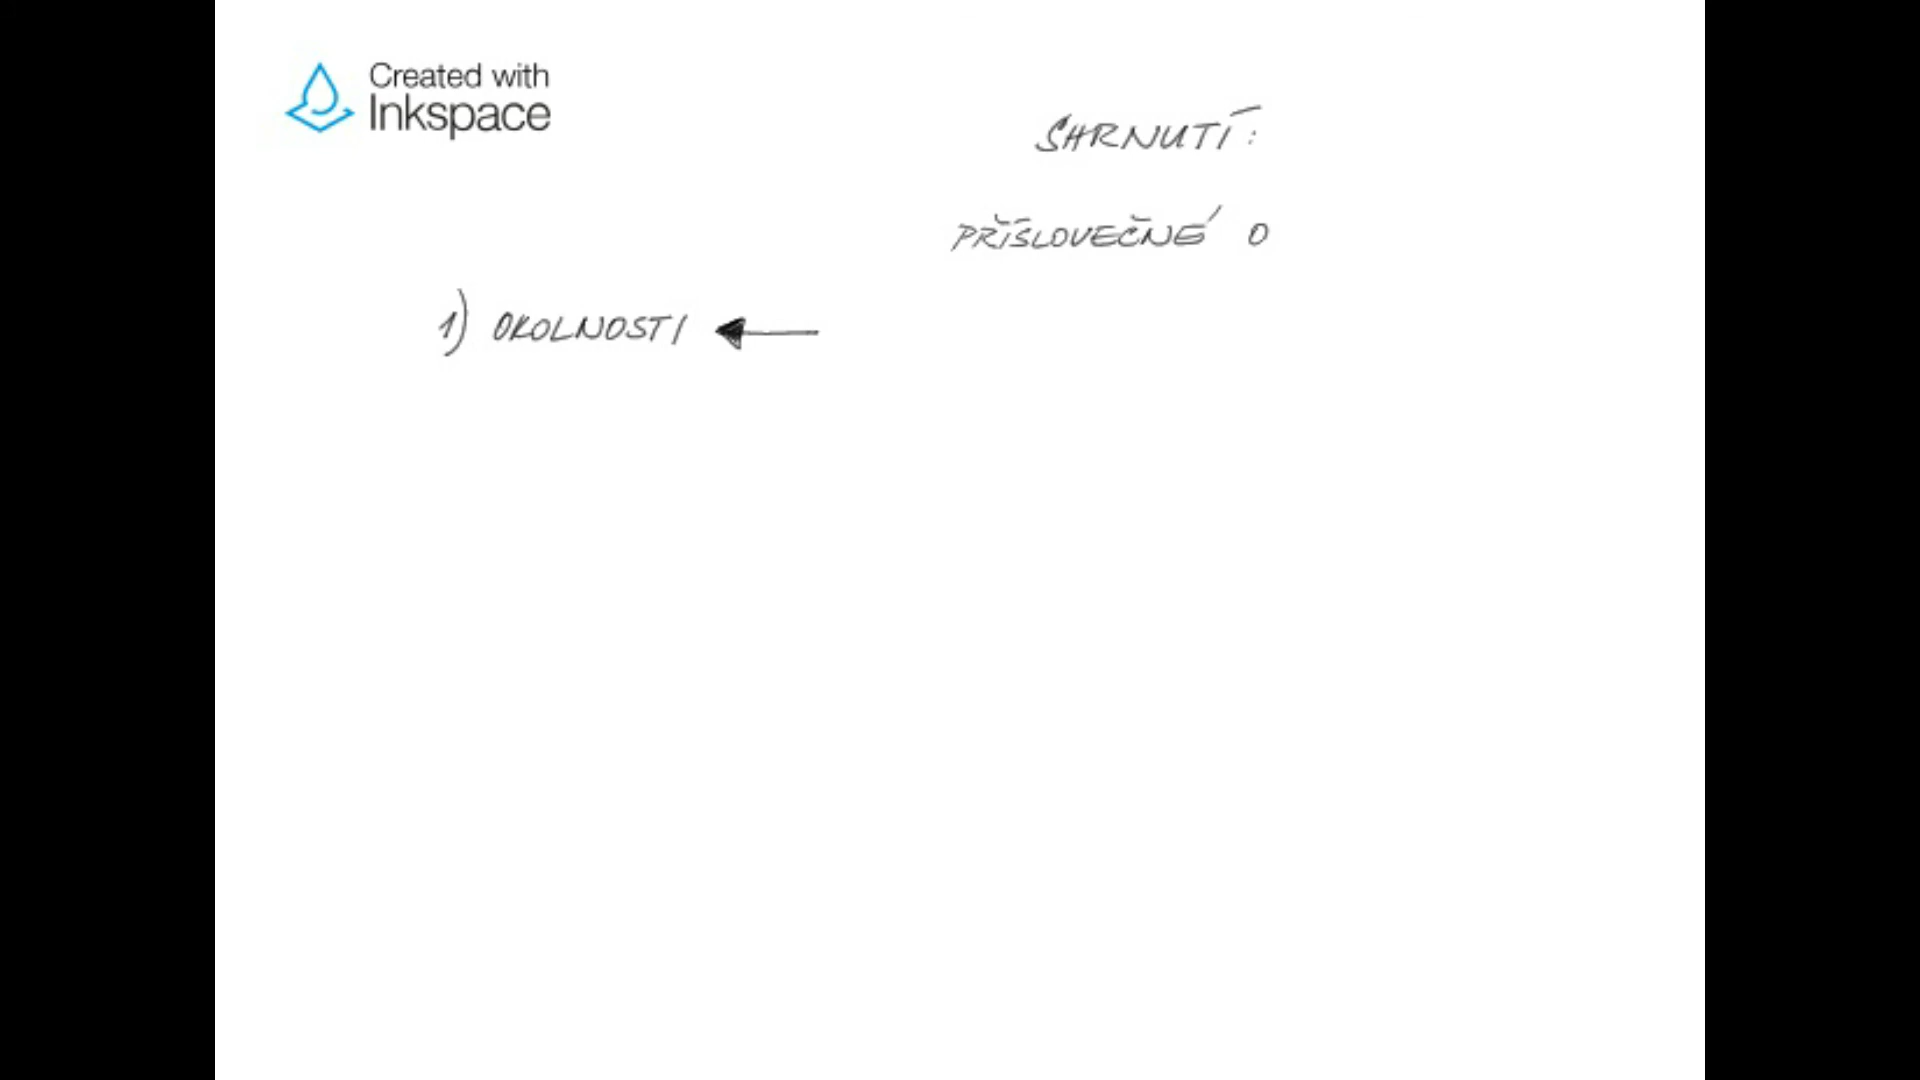 Created with
Inkspace
SHRNUTÍ:
PŘÍSLOVEČNÉ O
1) OKOLNOSTI